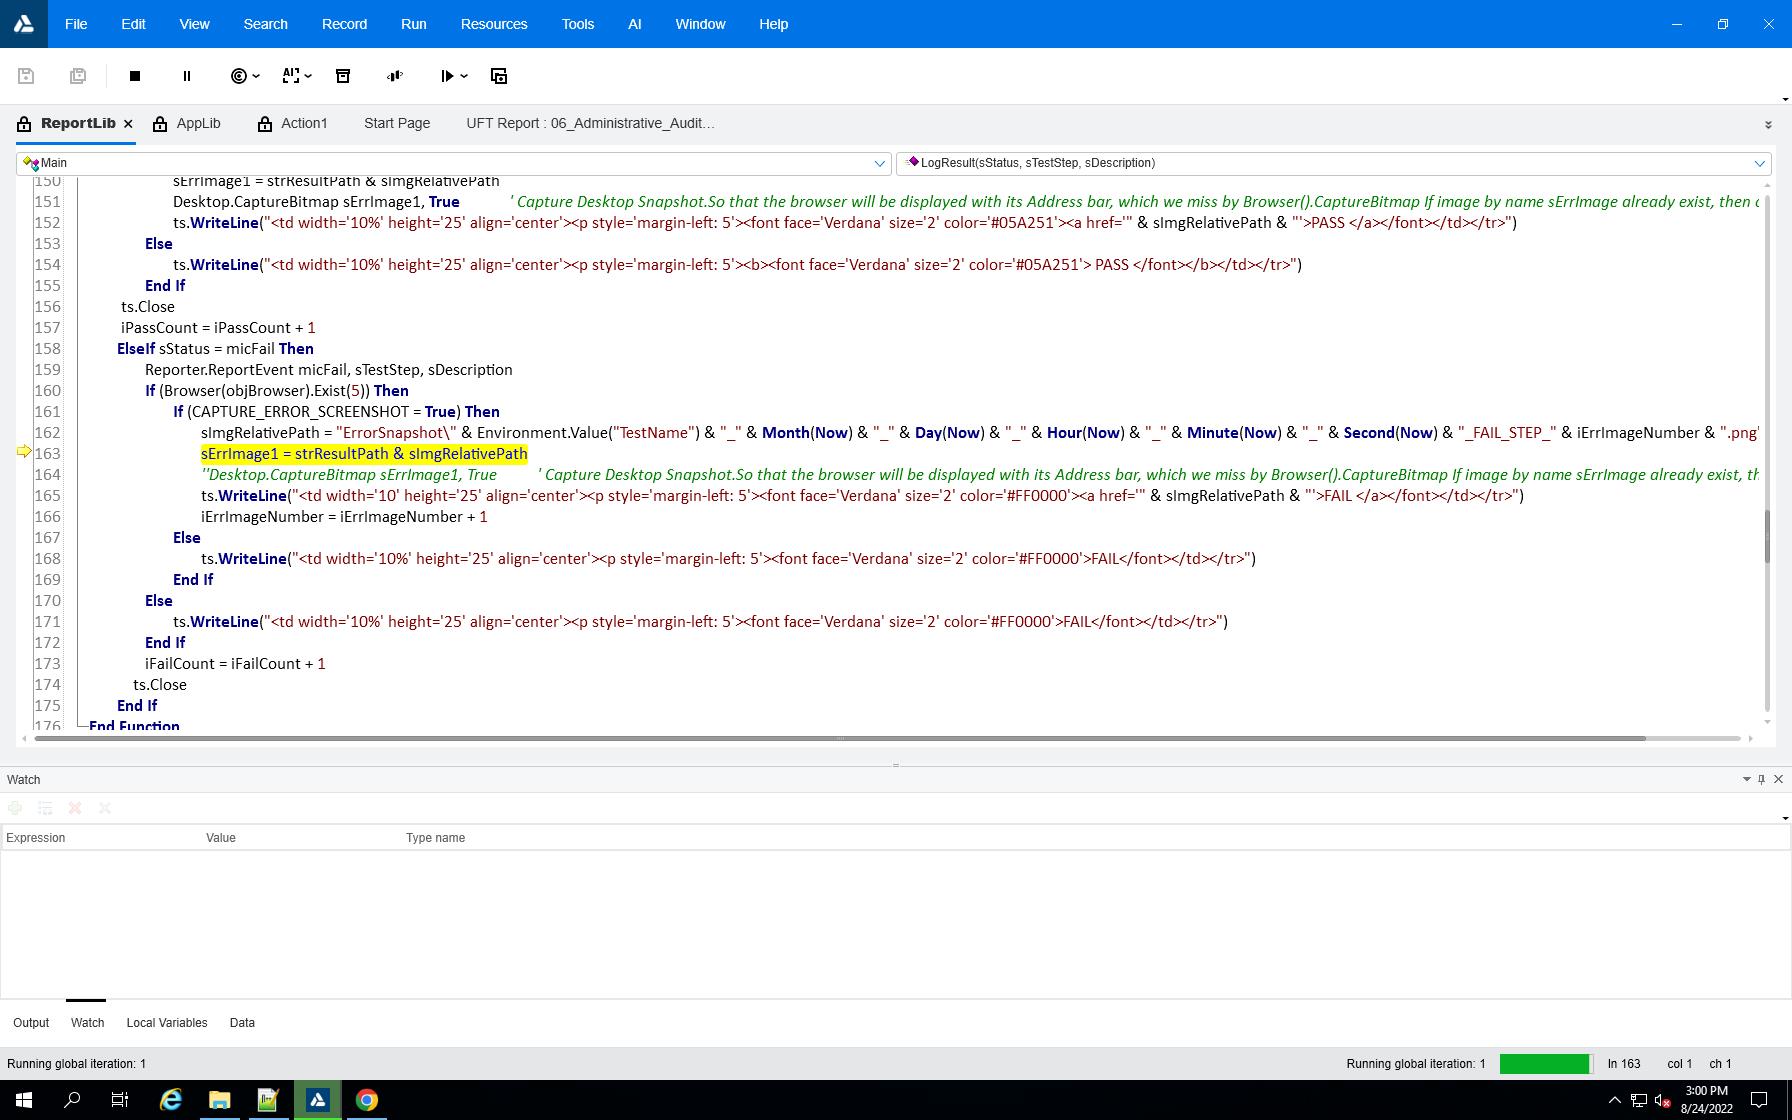 File Edit View Search Record Run Resources Tools AI Window Help
AI
ReportLib AppLib Action1 Start Page UFT Report : 06_Administrative_Audit…
Main LogResult(sStatus, sTestStep, sDescription)
150 sErrImage1 = strResultPath & sImgRelativePath
151 Desktop.CaptureBitmap sErrImage1, True ' Capture Desktop Snapshot.So that the browser will be displayed with its Address bar, which we miss by Browser().CaptureBitmap If image by name sErrImage already exist, then
152 ts.WriteLine("<td width='10%' height='25' align='center'><p style='margin-left: 5'><font face='Verdana' size='2' color='#05A251'><a href='" & sImgRelativePath & "'>PASS </a></font></td></tr>")
153 Else
154 ts.WriteLine("<td width='10%' height='25' align='center'><p style='margin-left: 5'><b><font face='Verdana' size='2' color='#05A251'> PASS </font></b></td></tr>")
155 End If
156 ts.Close
157 iPassCount = iPassCount + 1
158 ElseIf sStatus = micFail Then
159 Reporter.ReportEvent micFail, sTestStep, sDescription
160 If (Browser(objBrowser).Exist(5)) Then
161 If (CAPTURE_ERROR_SCREENSHOT = True) Then
162 sImgRelativePath = "ErrorSnapshot\" & Environment.Value("TestName") & "_" & Month(Now) & "_" & Day(Now) & "_" & Hour(Now) & "_" & Minute(Now) & "_" & Second(Now) & "_FAIL_STEP_" & iErrImageNumber & ".png"
163 sErrImage1 = strResultPath & sImgRelativePath
164 ''Desktop.CaptureBitmap sErrImage1, True ' Capture Desktop Snapshot.So that the browser will be displayed with its Address bar, which we miss by Browser().CaptureBitmap If image by name sErrImage already exist,
165 ts.WriteLine("<td width='10' height='25' align='center'><p style='margin-left: 5'><font face='Verdana' size='2' color='#FF0000'><a href='" & sImgRelativePath & "'>FAIL </a></font></td></tr>")
166 iErrImageNumber = iErrImageNumber + 1
167 Else
168 ts.WriteLine("<td width='10%' height='25' align='center'><p style='margin-left: 5'><font face='Verdana' size='2' color='#FF0000'>FAIL</font></td></tr>")
169 End If
170 Else
171 ts.WriteLine("<td width='10%' height='25' align='center'><p style='margin-left: 5'><font face='Verdana' size='2' color='#FF0000'>FAIL</font></td></tr>")
172 End If
173 iFailCount = iFailCount + 1
174 ts.Close
175 End If
176 End Function
Watch
Expression Value Type name
Output Watch Local Variables Data
Running global iteration: 1 Running global iteration: 1 ln 163 col 1 ch 1
3:00 PM
8/24/2022